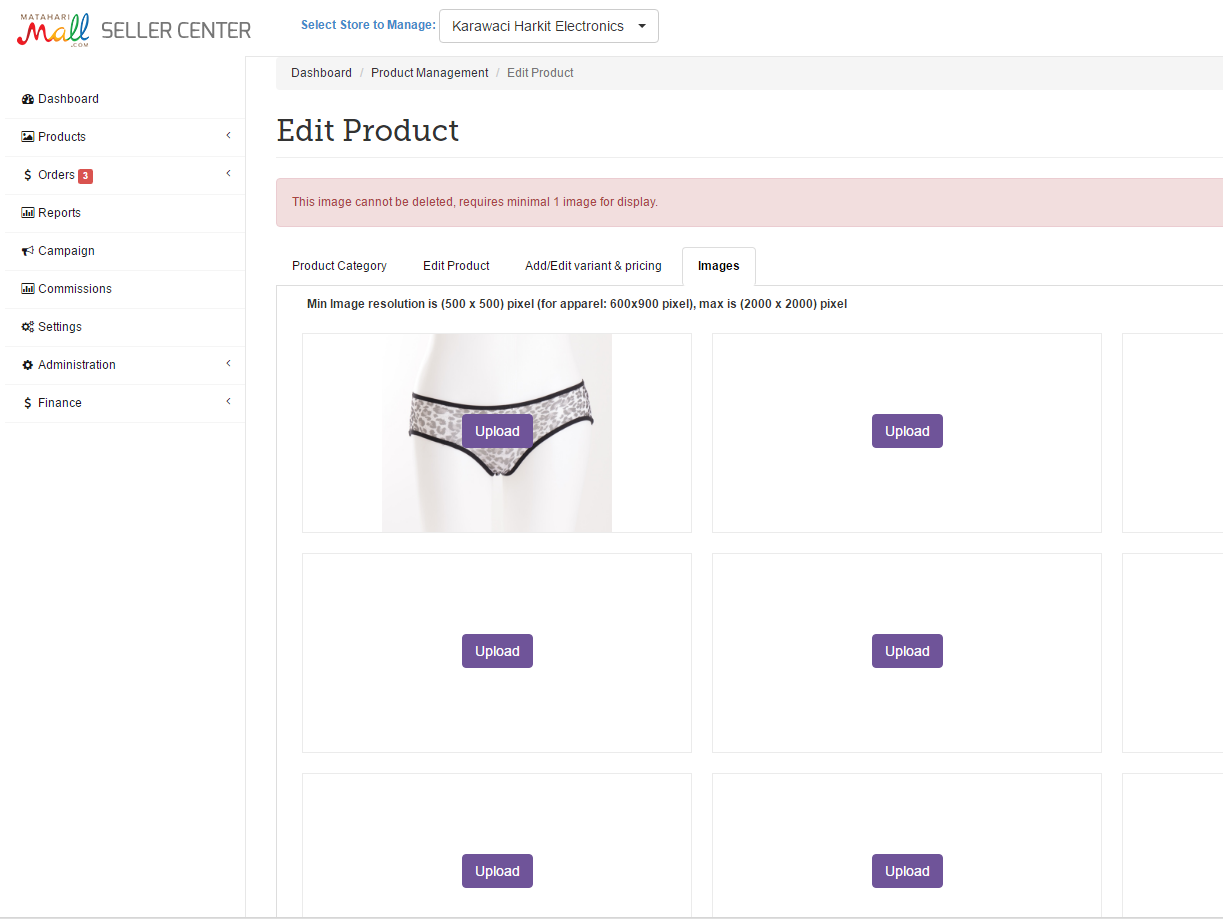 MATAHARI
Mall
.COM
SELLER CENTER
Select Store to Manage: Karawaci Harkit Electronics
Dashboard / Product Management / Edit Product
Dashboard
Products
Orders 3
Reports
Campaign
Commissions
Settings
Administration
Finance
Edit Product
This image cannot be deleted, requires minimal 1 image for display.
Product Category Edit Product Add/Edit variant & pricing Images
Min Image resolution is (500 x 500) pixel (for apparel: 600x900 pixel), max is (2000 x 2000) pixel
Upload Upload
Upload Upload
Upload Upload